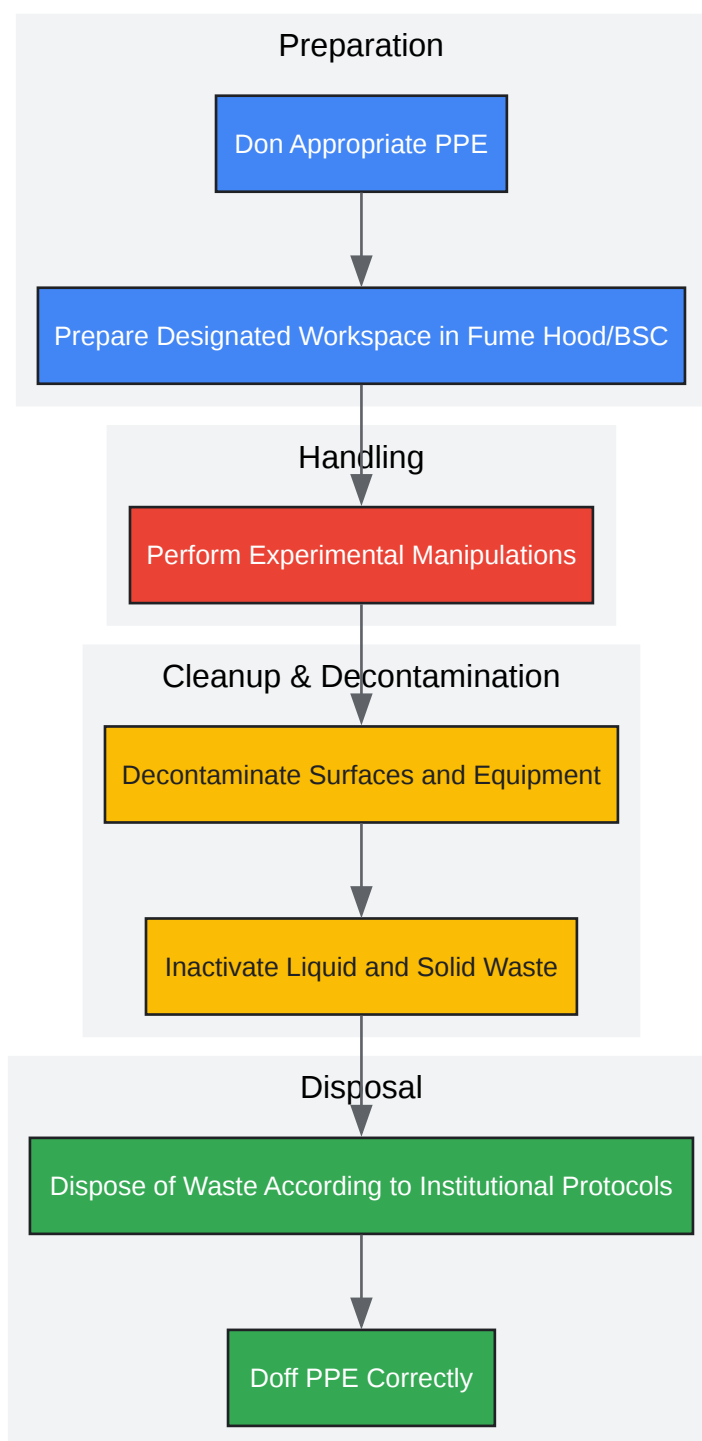 Preparation
Don Appropriate PPE
Prepare Designated Workspace in Fume Hood/BSC
Handling
Perform Experimental Manipulations
Cleanup & Decontamination
Decontaminate Surfaces and Equipment
Inactivate Liquid and Solid Waste
Disposal
Dispose of Waste According to Institutional Protocols
Doff PPE Correctly